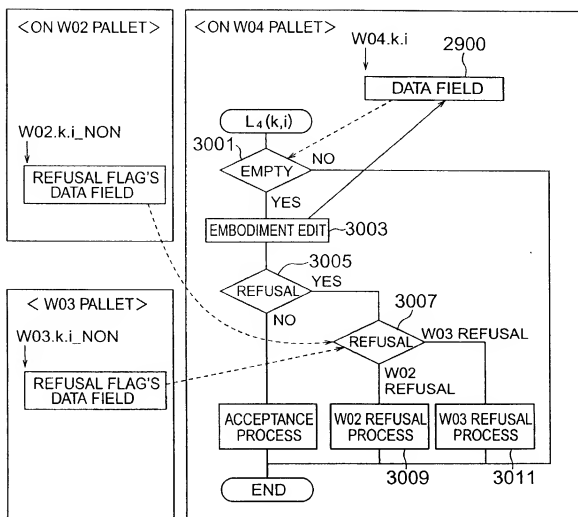 <ON W02 PALLET>
W02.k.i_NON
REFUSAL FLAG'S
DATA FIELD
< W03 PALLET>
W03.k.i_NON
REFUSAL FLAG'S
DATA FIELD
<ON W04 PALLET>
W04.k.i
2900
DATA FIELD
L4(k,i)
3001
EMPTY
NO
YES
EMBODIMENT EDIT
3003
3005
REFUSAL
YES
NO
3007
REFUSAL
W03 REFUSAL
W02
REFUSAL
ACCEPTANCE
PROCESS
W02 REFUSAL
PROCESS
W03 REFUSAL
PROCESS
3009
3011
END